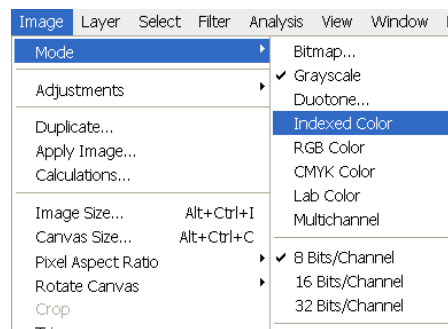 Image Layer Select Filter Analysis View Window
Mode
Adjustments
Duplicate...
Apply Image...
Calculations...
Image Size... Alt+Ctrl+I
Canvas Size... Alt+Ctrl+C
Pixel Aspect Ratio
Rotate Canvas
Crop
Bitmap...
✔ Grayscale
Duotone...
Indexed Color
RGB Color
CMYK Color
Lab Color
Multichannel
✔ 8 Bits/Channel
16 Bits/Channel
32 Bits/Channel